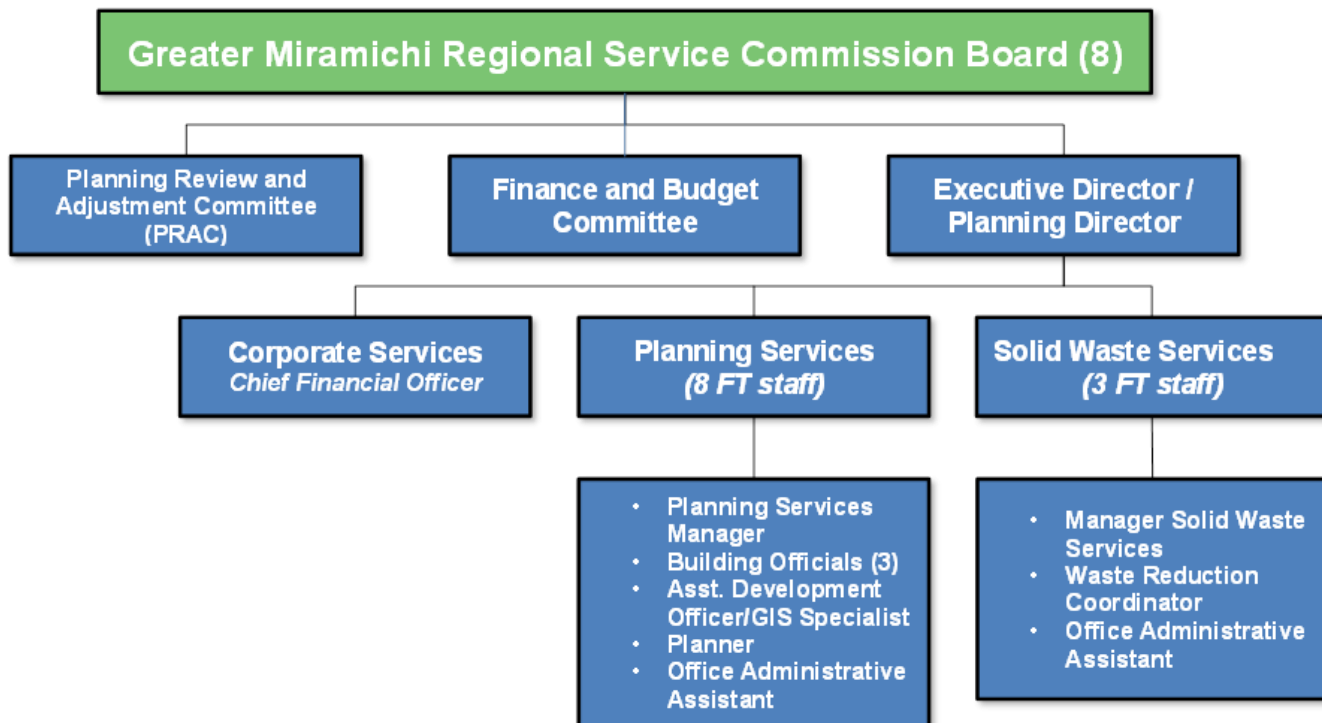 Greater Miramichi Regional Service Commission Board (8)
Planning Review and
Adjustment Committee
(PRAC)
Finance and Budget
Committee
Executive Director /
Planning Director
Corporate Services
Chief Financial Officer
Planning Services
(8 FT staff)
Solid Waste Services
(3 FT staff)
• Planning Services
Manager
• Building Officials (3)
• Asst. Development
Officer/GIS Specialist
• Planner
• Office Administrative
Assistant
• Manager Solid Waste
Services
• Waste Reduction
Coordinator
• Office Administrative
Assistant